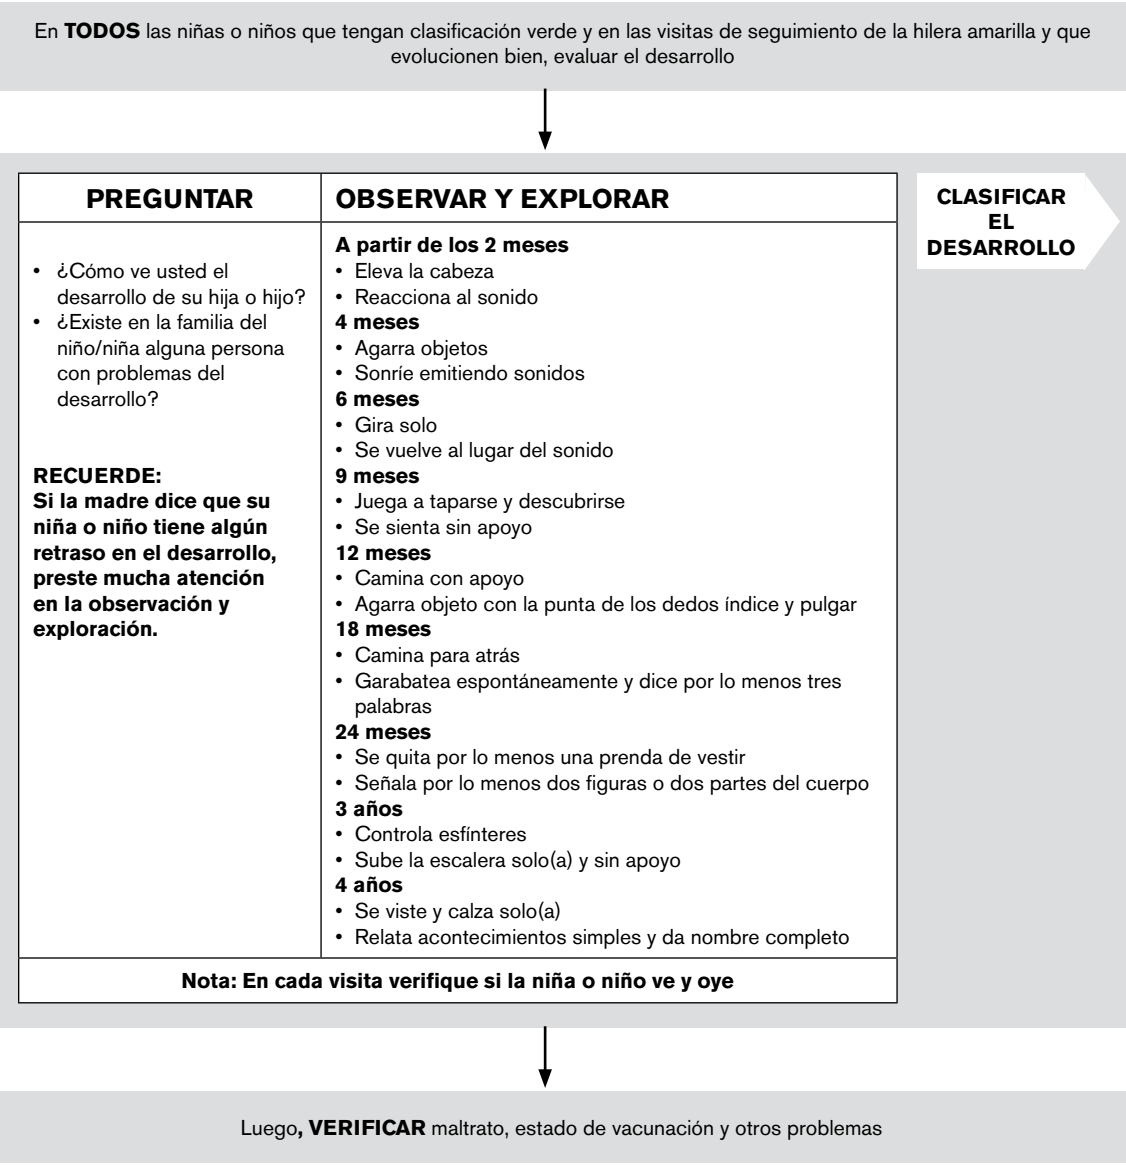 En TODOS las niñas o niños que tengan clasificación verde y en las visitas de seguimiento de la hilera amarilla y que
evolucionen bien, evaluar el desarrollo
PREGUNTAR
• ¿Cómo ve usted el
desarrollo de su hija o hijo?
• ¿Existe en la familia del
niño/niña alguna persona
con problemas del
desarrollo?
RECUERDE:
Si la madre dice que su
niña o niño tiene algún
retraso en el desarrollo,
preste mucha atención
en la observación y
exploración.
OBSERVAR Y EXPLORAR
A partir de los 2 meses
• Eleva la cabeza
• Reacciona al sonido
4 meses
• Agarra objetos
• Sonríe emitiendo sonidos
6 meses
• Gira solo
• Se vuelve al lugar del sonido
9 meses
• Juega a taparse y descubrirse
• Se sienta sin apoyo
12 meses
• Camina con apoyo
• Agarra objeto con la punta de los dedos índice y pulgar
18 meses
• Camina para atrás
• Garabatea espontáneamente y dice por lo menos tres
palabras
24 meses
• Se quita por lo menos una prenda de vestir
• Señala por lo menos dos figuras o dos partes del cuerpo
3 años
• Controla esfínteres
• Sube la escalera solo(a) y sin apoyo
4 años
• Se viste y calza solo(a)
• Relata acontecimientos simples y da nombre completo
Nota: En cada visita verifique si la niña o niño ve y oye
CLASIFICAR
EL
DESARROLLO
Luego, VERIFICAR maltrato, estado de vacunación y otros problemas